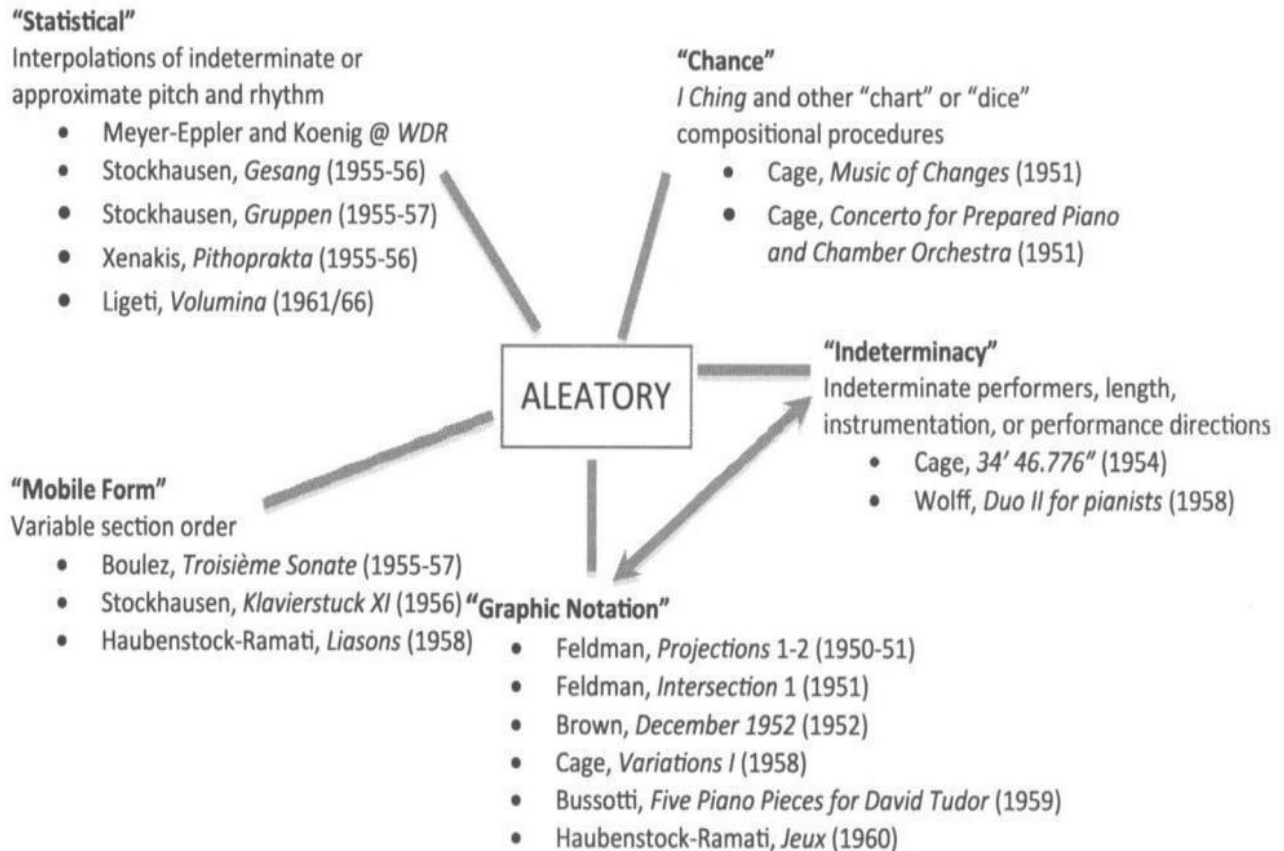 “Statistical”
Interpolations of indeterminate or
approximate pitch and rhythm
• Meyer-Eppler and Koenig @ WDR
• Stockhausen, Gesang (1955-56)
• Stockhausen, Gruppen (1955-57)
• Xenakis, Pithoprakta (1955-56)
• Ligeti, Volumina (1961/66)
“Chance”
I Ching and other “chart” or “dice”
compositional procedures
• Cage, Music of Changes (1951)
• Cage, Concerto for Prepared Piano
and Chamber Orchestra (1951)
ALEATORY
“Indeterminacy”
Indeterminate performers, length,
instrumentation, or performance directions
• Cage, 34’ 46.776” (1954)
• Wolff, Duo II for pianists (1958)
“Mobile Form”
Variable section order
• Boulez, Troisième Sonate (1955-57)
• Stockhausen, Klavierstuck XI (1956)
• Haubenstock-Ramati, Liasons (1958)
“Graphic Notation”
• Feldman, Projections 1-2 (1950-51)
• Feldman, Intersection 1 (1951)
• Brown, December 1952 (1952)
• Cage, Variations I (1958)
• Bussotti, Five Piano Pieces for David Tudor (1959)
• Haubenstock-Ramati, Jeux (1960)